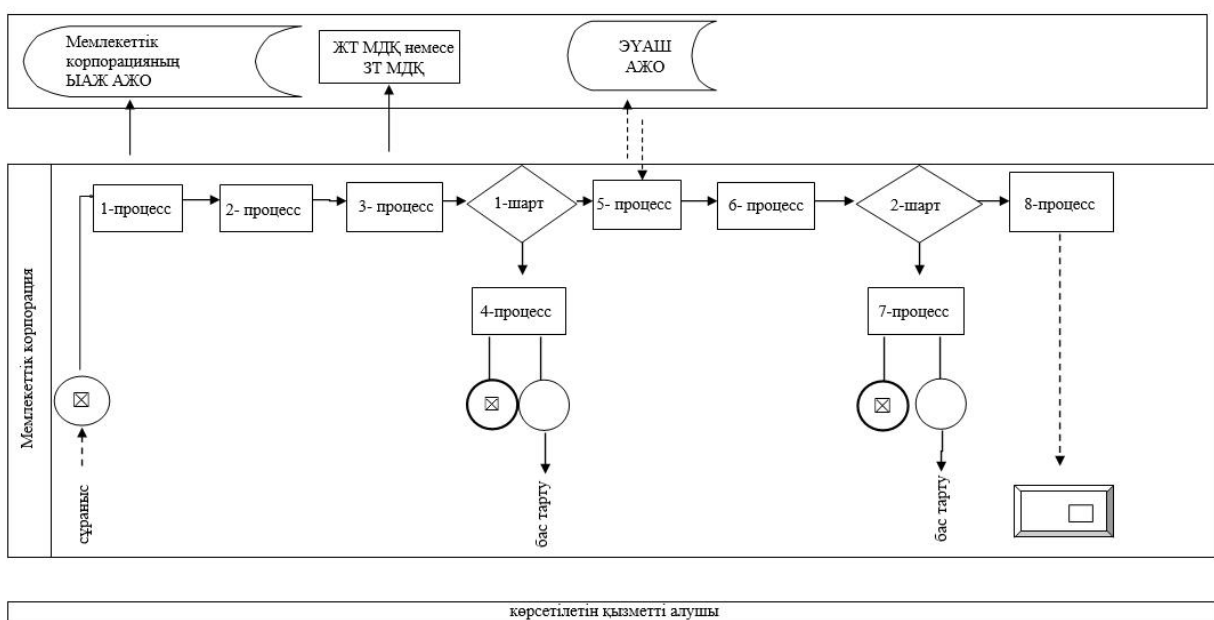 Мемлекеттік
корпорацияның
ЫАЖ АЖО
ЖТ МДҚ немесе
ЗТ МДҚ
ЭҮАШ
АЖО
Мемлекеттік корпорация
1-процесс
2- процесс
3- процесс
1-шарт
5- процесс
6- процесс
2-шарт
8-процесс
4-процесс
7-процесс
сұраныс
бас тарту
бас тарту
көрсетілетін қызметті алушы